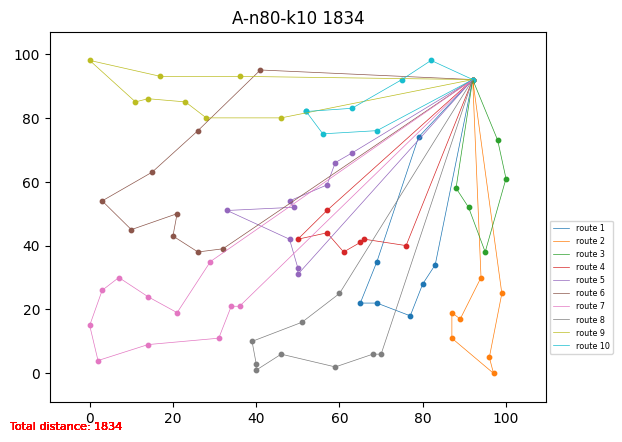 A-n80-k10 1834
100
80
60
40
20
0
0 20 40 60 80 100
route 1
route 2
route 3
route 4
route 5
route 6
route 7
route 8
route 9
route 10
Total distance: 1834